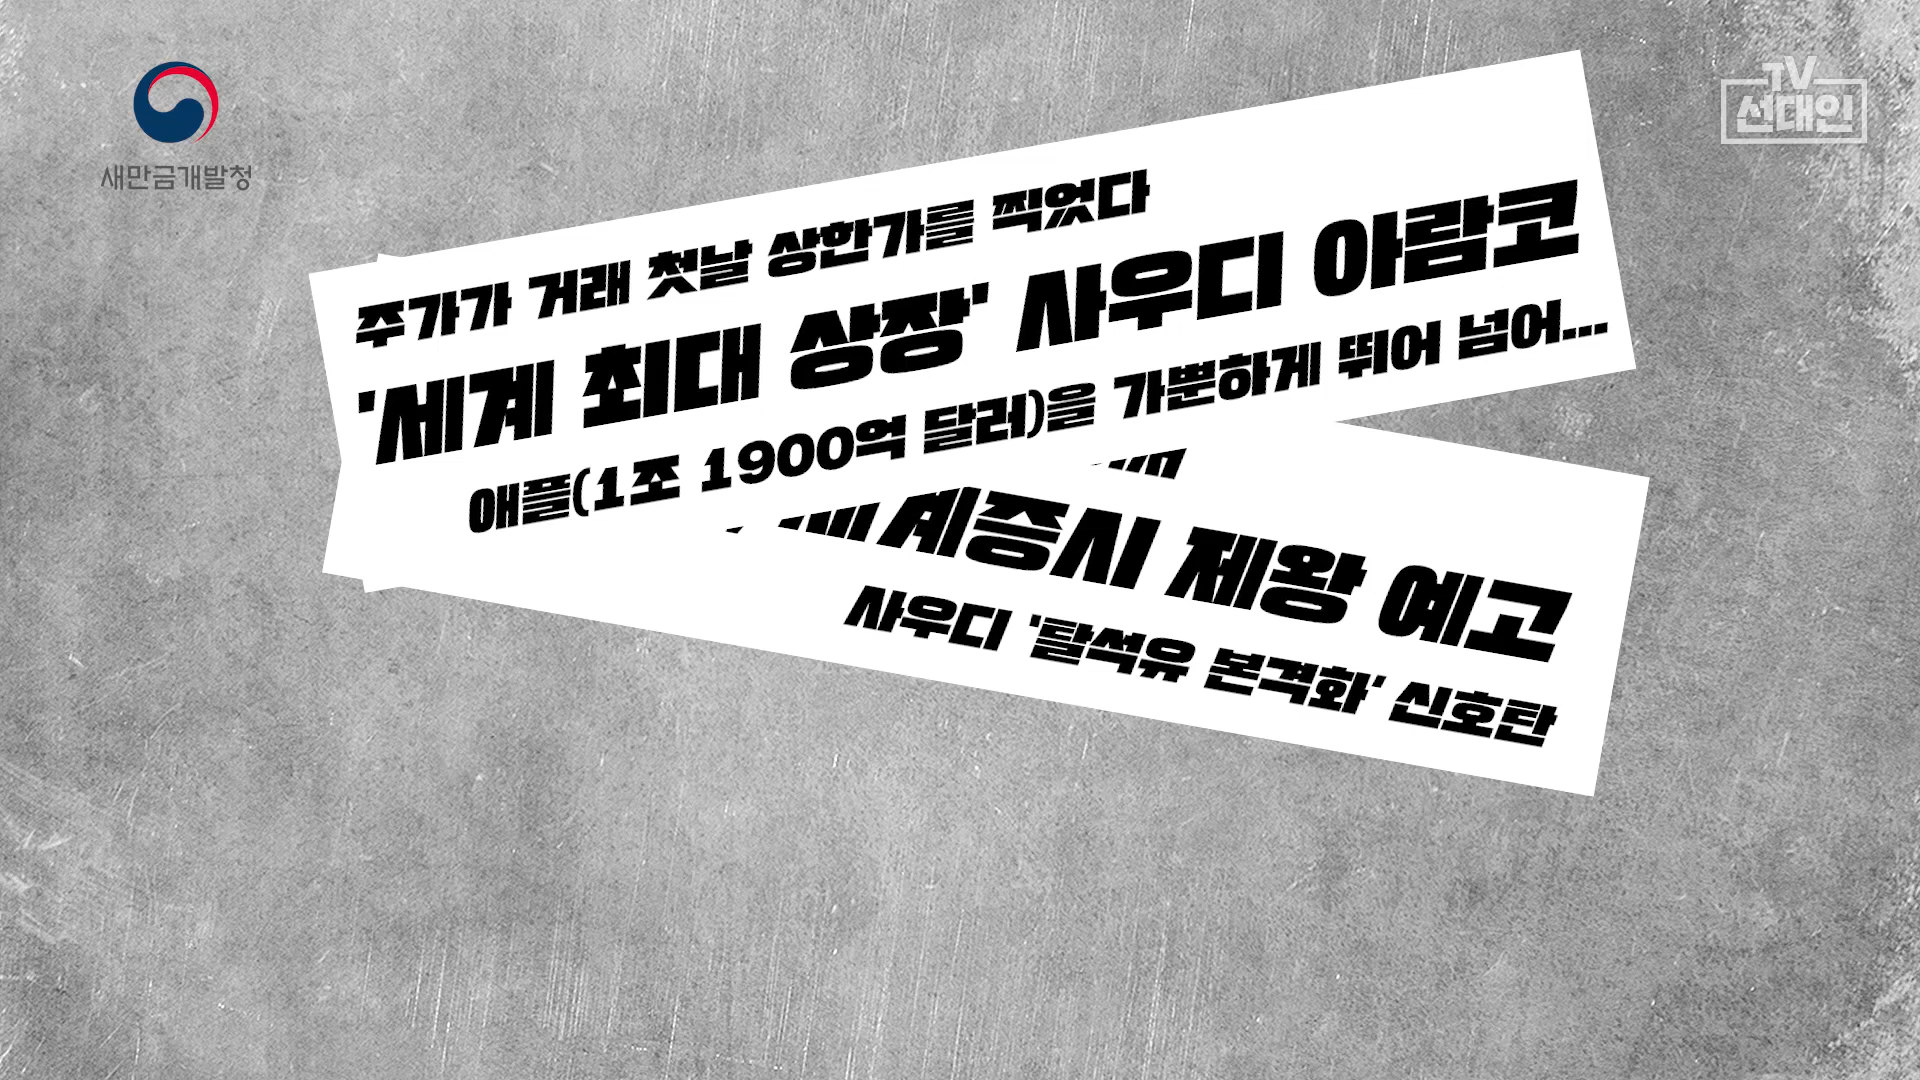 새만금개발청
TV
선대인
주가가 거래 첫날 상한가를 찍었다
'세계 최대 상장' 사우디 아람코
애플(1조 1900억 달러)을 가뿐하게 뛰어 넘어...
계증시 제왕 예고
사우디 '탈석유 본격화' 신호탄